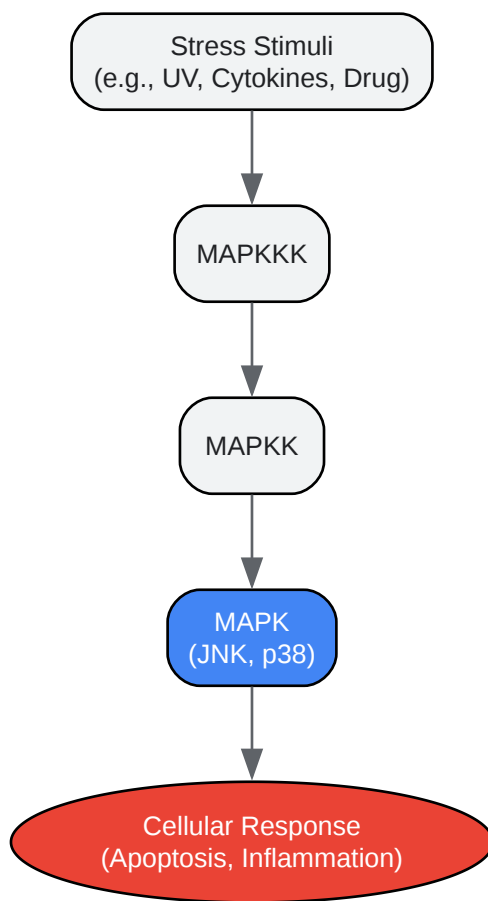 Stress Stimuli
(e.g., UV, Cytokines, Drug)
MAPKKK
MAPKK
MAPK
(JNK, p38)
Cellular Response
(Apoptosis, Inflammation)